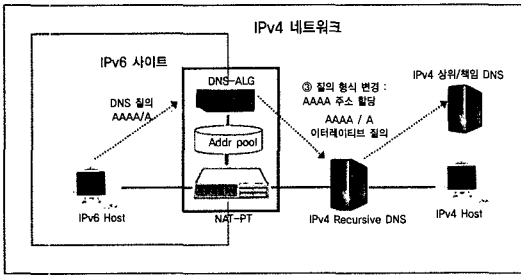 IPv4 네트워크
IPv6 사이트
DNS-ALG
DNS 질의
AAAA/A
③ 질의 형식 변경 :
AAAA 주소 할당
AAAA / A
이터레이티브 질의
IPv4 상위/책임 DNS
Addr pool
IPv6 Host
NAT-PT
IPv4 Recursive DNS
IPv4 Host